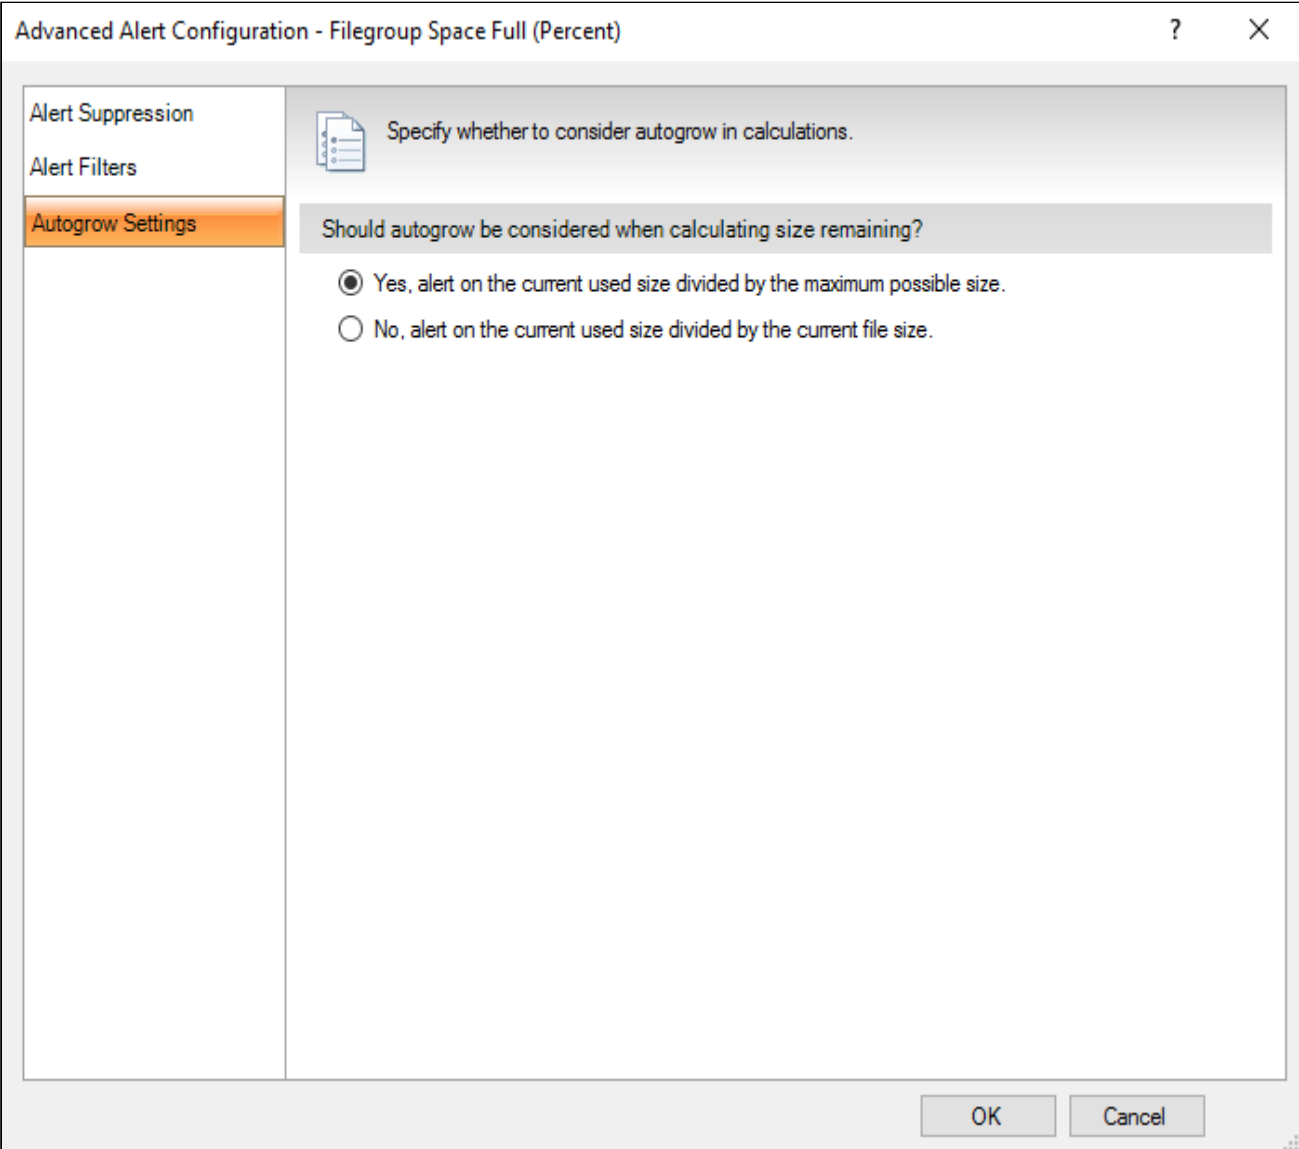 Advanced Alert Configuration - Filegroup Space Full (Percent)
?
Alert Suppression
Alert Filters
Autogrow Settings
Specify whether to consider autogrow in calculations.
Should autogrow be considered when calculating size remaining?
Yes, alert on the current used size divided by the maximum possible size.
No, alert on the current used size divided by the current file size.
OK
Cancel